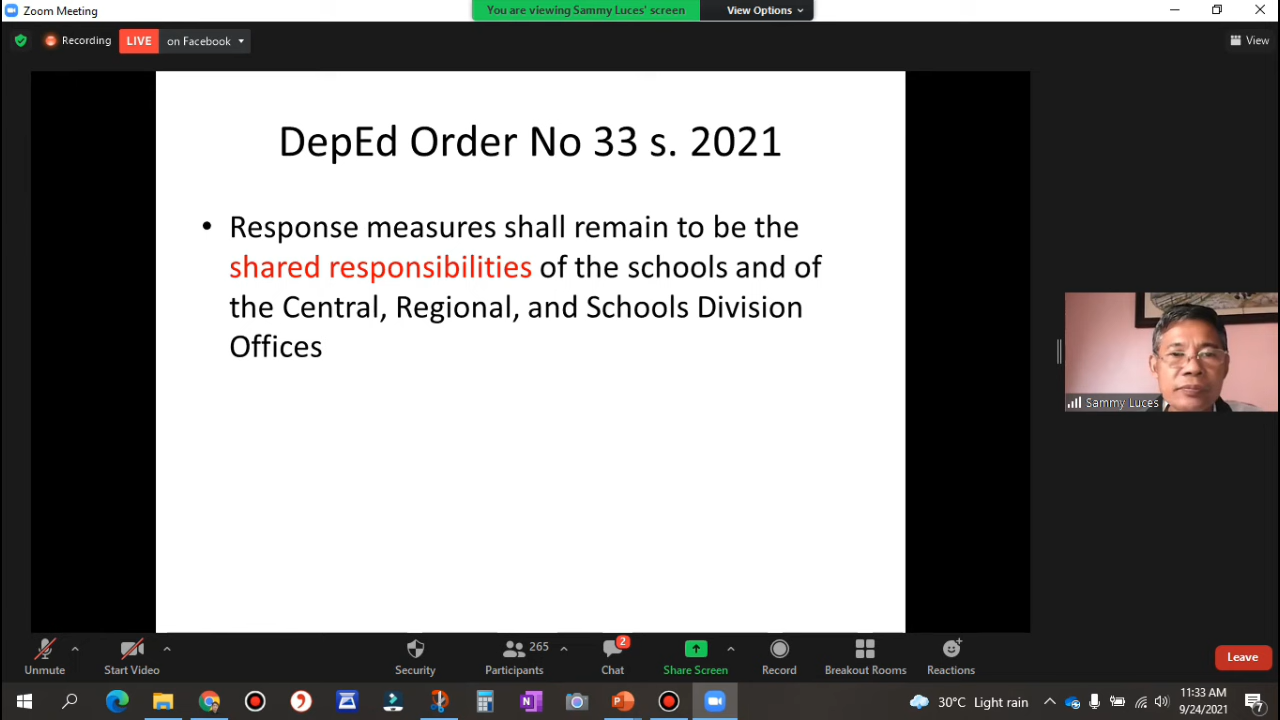 Zoom Meeting
You are viewing Sammy Luces' screen
View Options
Recording
LIVE
on Facebook
View
DepEd Order No 33 s. 2021
• Response measures shall remain to be the
shared responsibilities of the schools and of
the Central, Regional, and Schools Division
Offices
Sammy Luces
Unmute
Start Video
Security
265
Participants
2
Chat
Share Screen
Record
Breakout Rooms
Reactions
Leave
30°C Light rain
11:33 AM
9/24/2021
7